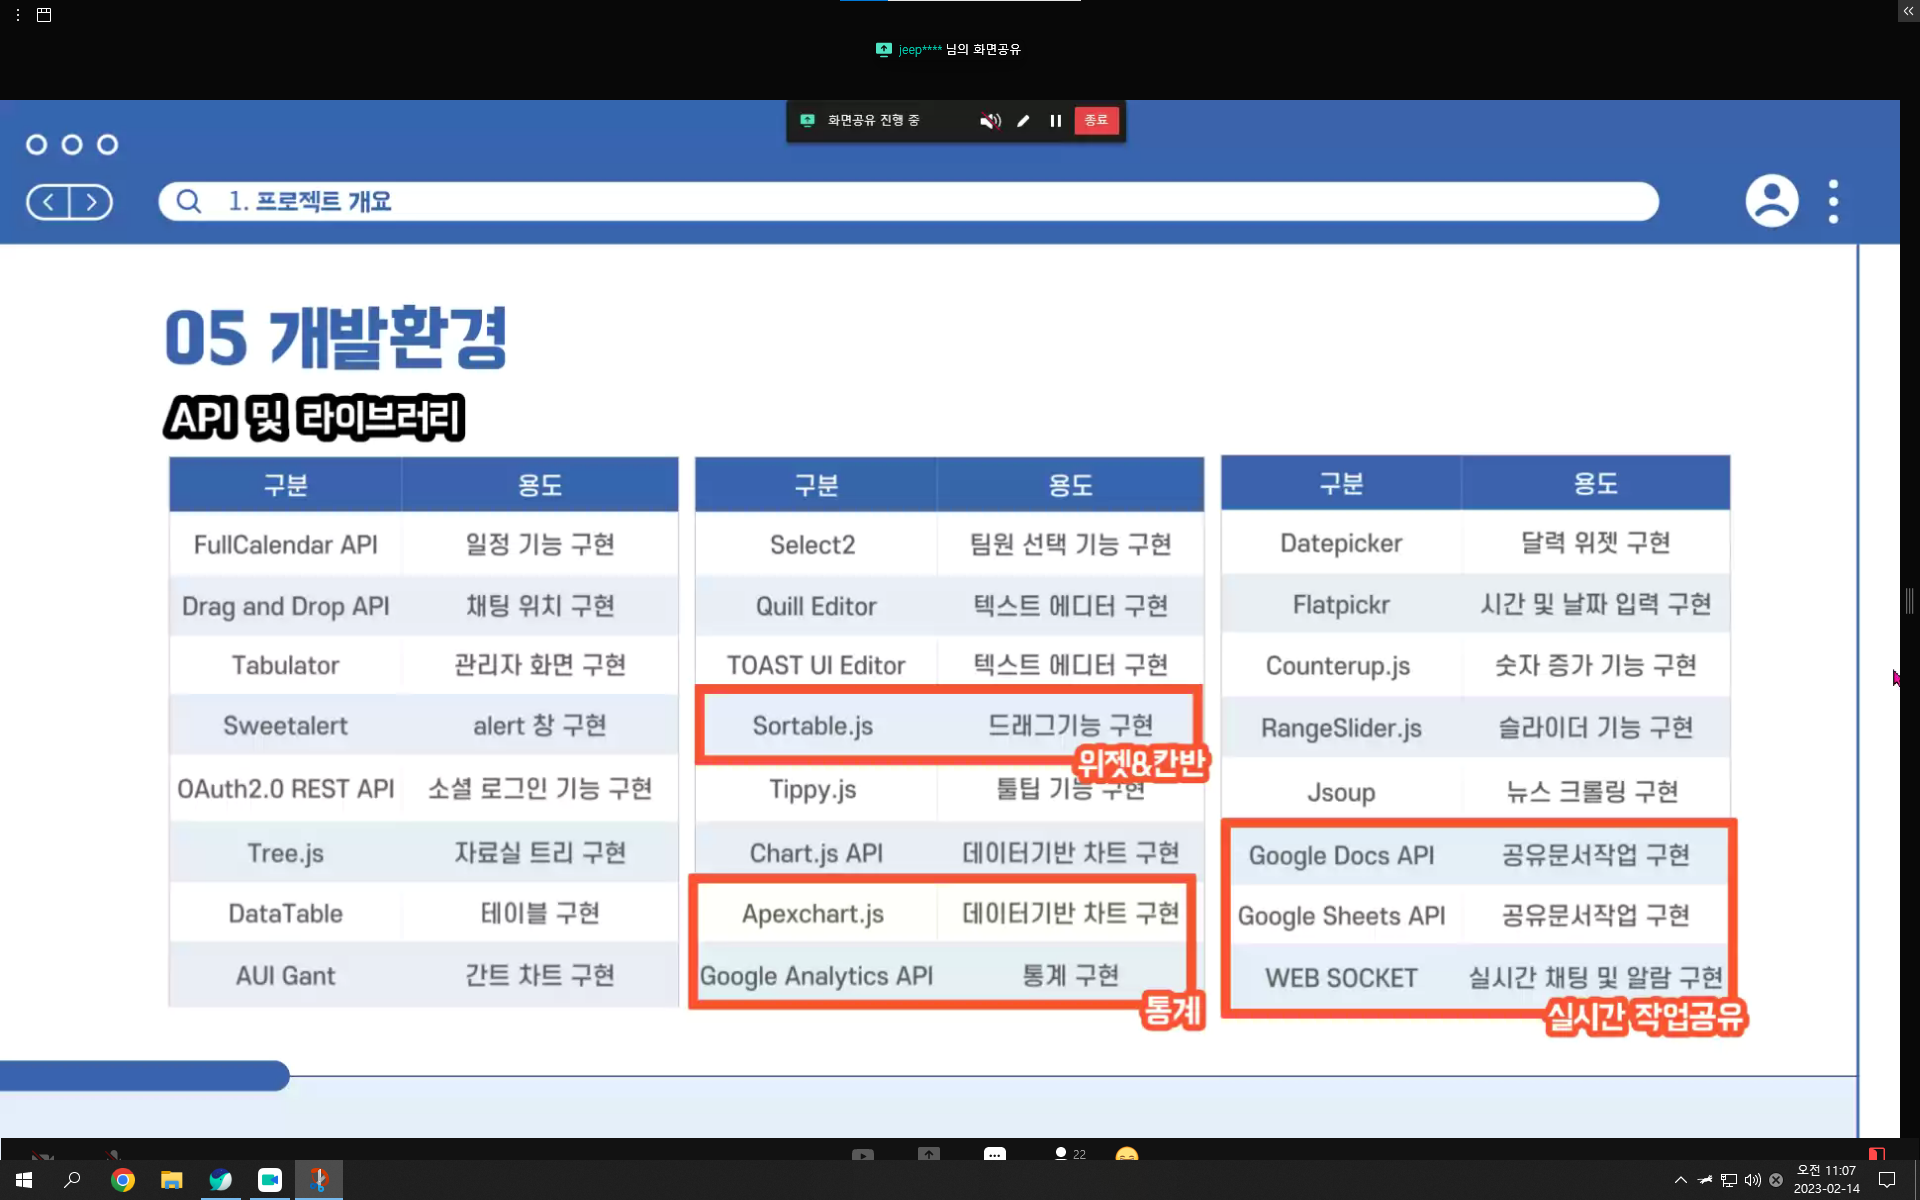 jeep**** 님의 화면공유
화면공유 진행 중
종료
1. 프로젝트 개요
05 개발환경
API 및 라이브러리
구분 용도
FullCalendar API 일정 기능 구현
Drag and Drop API 채팅 위치 구현
Tabulator 관리자 화면 구현
Sweetalert alert 창 구현
OAuth2.0 REST API 소셜 로그인 기능 구현
Tree.js 자료실 트리 구현
DataTable 테이블 구현
AUI Gant 간트 차트 구현
구분 용도
Select2 팀원 선택 기능 구현
Quill Editor 텍스트 에디터 구현
TOAST UI Editor 텍스트 에디터 구현
Sortable.js 드래그기능 구현
위젯&칸반
Tippy.js 툴팁 기능 구현
Chart.js API 데이터기반 차트 구현
Apexchart.js 데이터기반 차트 구현
Google Analytics API 통계 구현
통계
구분 용도
Datepicker 달력 위젯 구현
Flatpickr 시간 및 날짜 입력 구현
Counterup.js 숫자 증가 기능 구현
RangeSlider.js 슬라이더 기능 구현
Jsoup 뉴스 크롤링 구현
Google Docs API 공유문서작업 구현
Google Sheets API 공유문서작업 구현
WEB SOCKET 실시간 채팅 및 알람 구현
실시간 작업공유
22
오전 11:07
2023-02-14